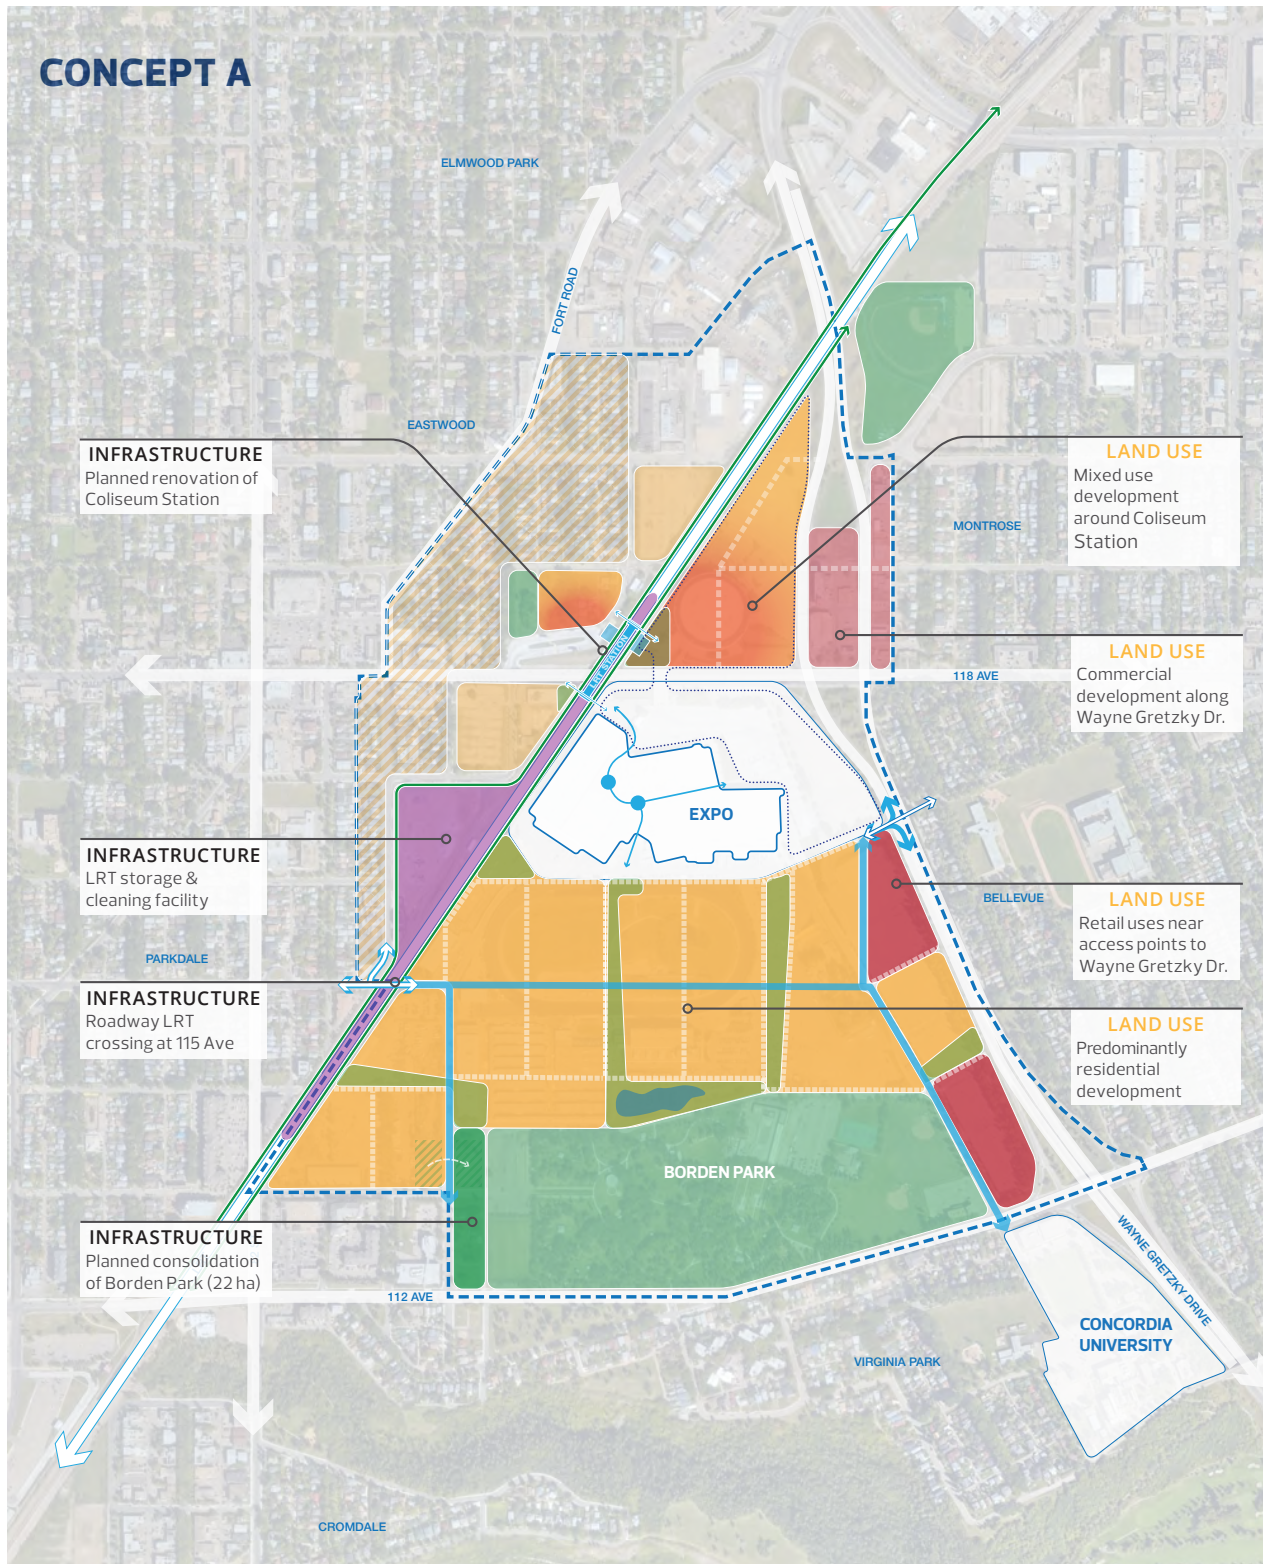 CONCEPT A
ELMWOOD PARK
FORT ROAD
EASTWOOD
INFRASTRUCTURE
Planned renovation of
Coliseum Station
LAND USE
Mixed use
development
around Coliseum
Station
MONTROSE
LRT STATION
LAND USE
Commercial
development along
Wayne Gretzky Dr.
118 AVE
EXPO
INFRASTRUCTURE
LRT storage &
cleaning facility
LAND USE
Retail uses near
access points to
Wayne Gretzky Dr.
BELLEVUE
PARKDALE
INFRASTRUCTURE
Roadway LRT
crossing at 115 Ave
LAND USE
Predominantly
residential
development
BORDEN PARK
INFRASTRUCTURE
Planned consolidation
of Borden Park (22 ha)
112 AVE
WAYNE GRETZKY DRIVE
CONCORDIA
UNIVERSITY
VIRGINIA PARK
CROMDALE